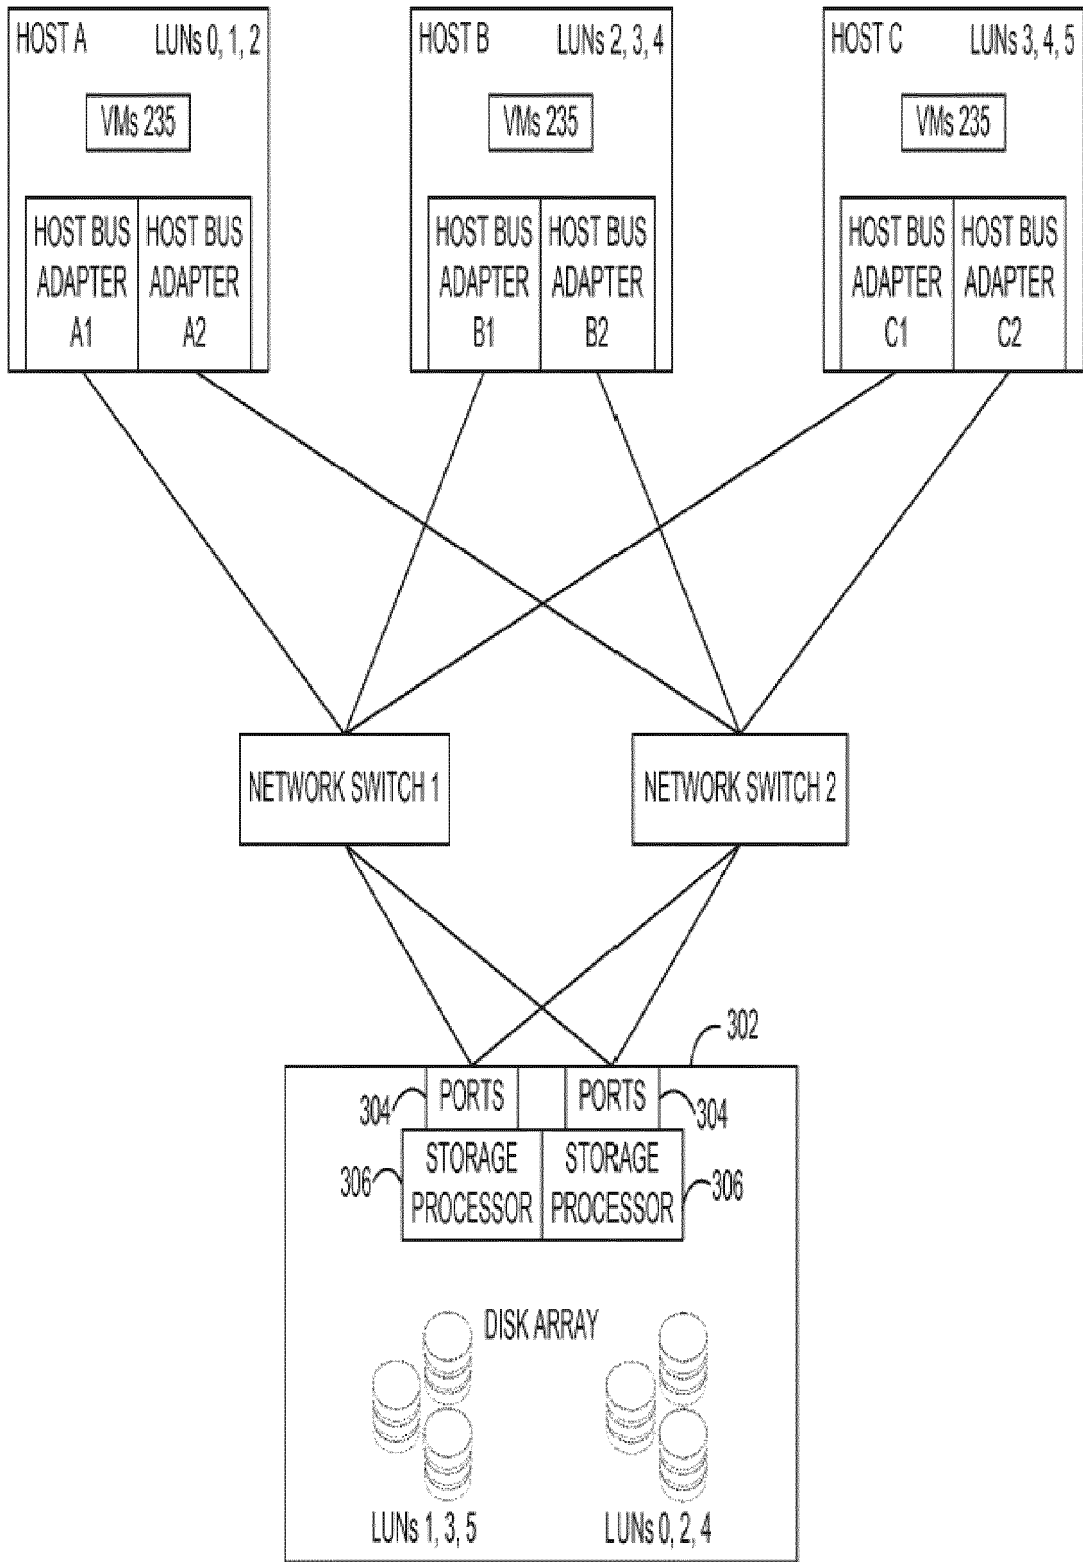 HOST A LUNs 0, 1, 2
VMs 235
HOST BUS
ADAPTER
A1
HOST BUS
ADAPTER
A2
HOST B LUNs 2, 3, 4
VMs 235
HOST BUS
ADAPTER
B1
HOST BUS
ADAPTER
B2
HOST C LUNs 3, 4, 5
VMs 235
HOST BUS
ADAPTER
C1
HOST BUS
ADAPTER
C2
NETWORK SWITCH 1
NETWORK SWITCH 2
302
304
PORTS
PORTS
304
306
STORAGE
PROCESSOR
STORAGE
PROCESSOR
306
DISK ARRAY
LUNs 1, 3, 5
LUNs 0, 2, 4